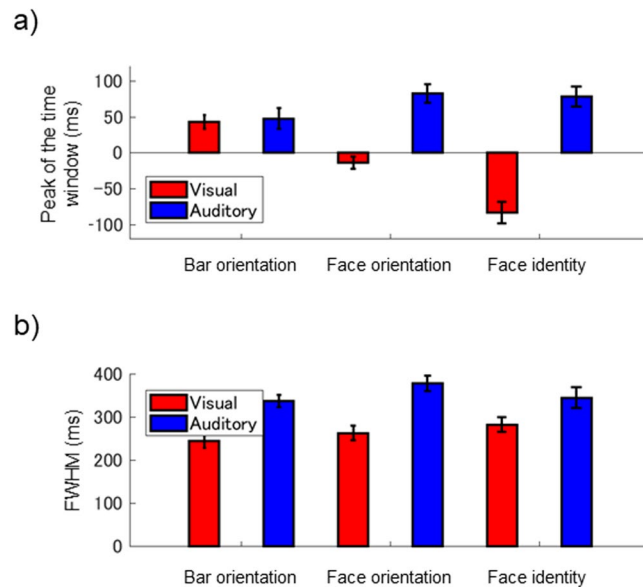 a)
Peak of the time
window (ms)
100
50
0
-50
-100
Visual
Auditory
Bar orientation Face orientation Face identity
b)
FWHM (ms)
400
300
200
100
0
Visual
Auditory
Bar orientation Face orientation Face identity